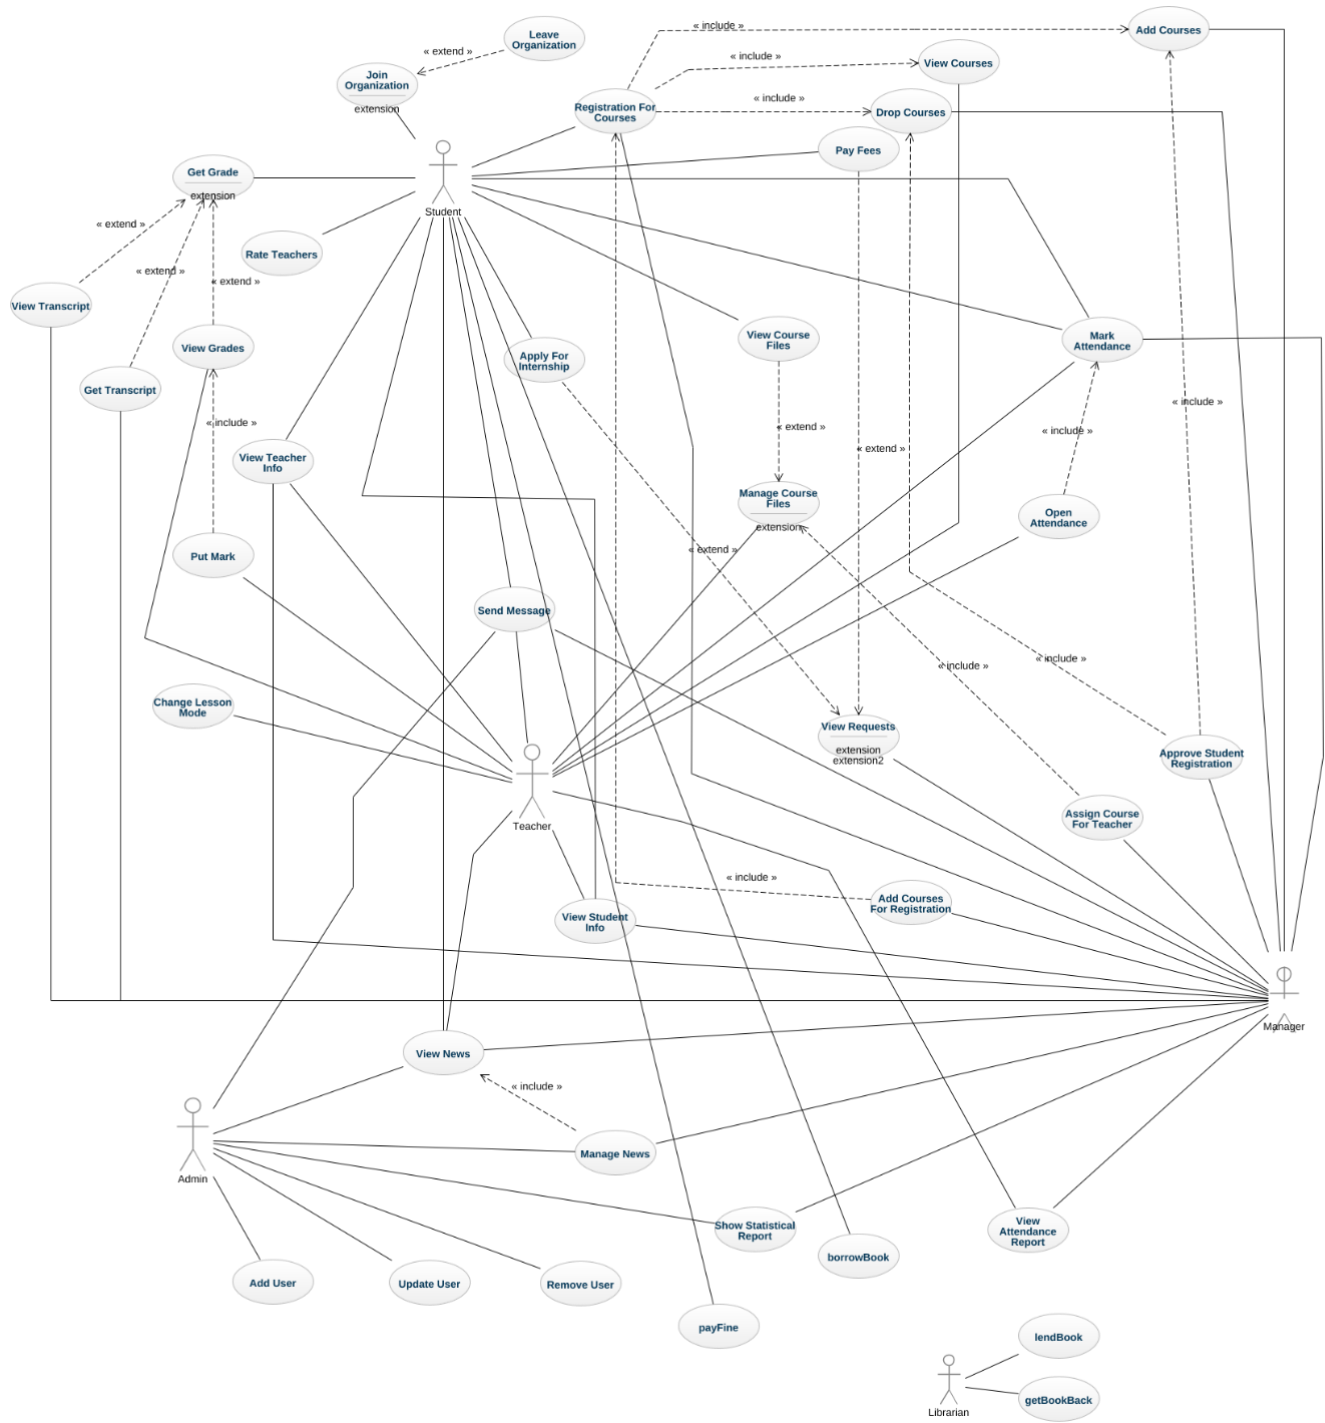 « include »
Add Courses
Leave
Organization
« extend »
« include »
View Courses
Join
Organization
extension
« include »
Registration For
Courses
Drop Courses
Pay Fees
Get Grade
extension
Student
« extend »
Rate Teachers
« extend »
« extend »
View Transcript
View Grades
Get Transcript
Apply For
Internship
View Course
Files
Mark
Attendance
« include »
« include »
« extend »
« include »
« extend »
View Teacher
Info
Manage Course
Files
extension
Open
Attendance
Put Mark
« extend »
Send Message
« include »
« include »
Change Lesson
Mode
View Requests
extension
extension2
Approve Student
Registration
Assign Course
For Teacher
Teacher
« include »
Add Courses
For Registration
View Student
Info
Manager
View News
« include »
Manage News
Admin
Show Statistical
Report
View
Attendance
Report
borrowBook
Add User
Update User
Remove User
payFine
lendBook
getBookBack
Librarian